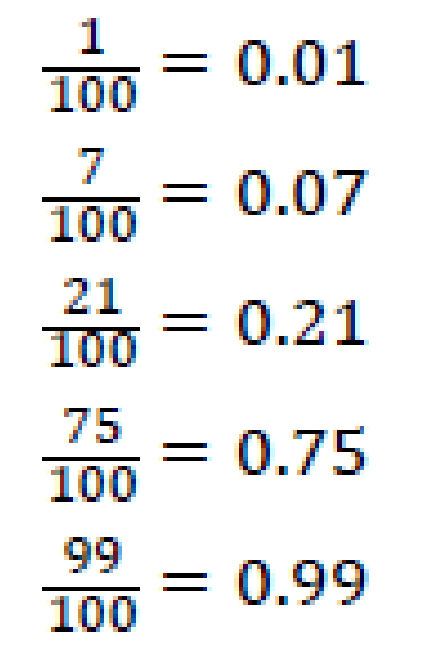 1/100 = 0.01
7/100 = 0.07
21/100 = 0.21
75/100 = 0.75
99/100 = 0.99